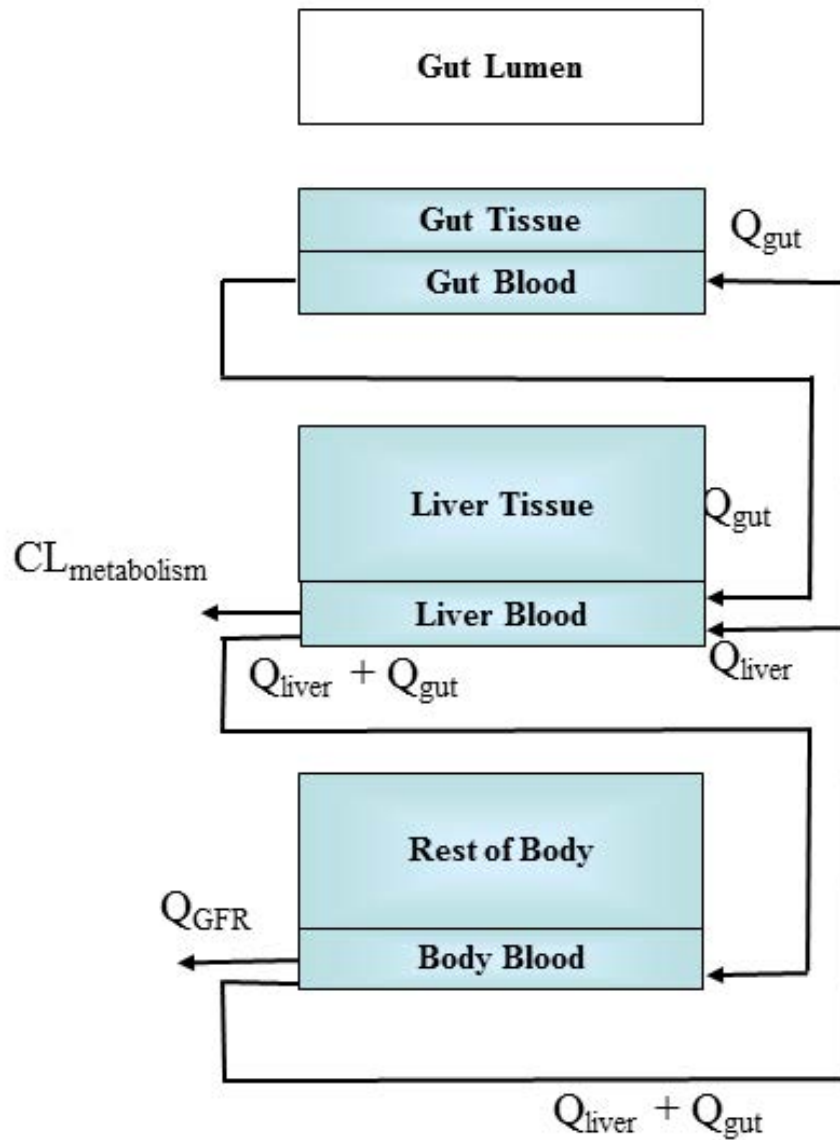 Gut Lumen
Gut Tissue
Q_gut
Gut Blood
Liver Tissue
Q_gut
CL_metabolism
Liver Blood
Q_liver + Q_gut
Q_liver
Rest of Body
Q_GFR
Body Blood
Q_liver + Q_gut